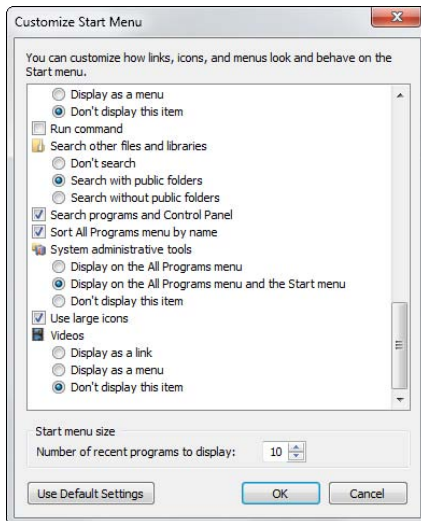 Customize Start Menu
You can customize how links, icons, and menus look and behave on the
Start menu.
Display as a menu
Don't display this item
Run command
Search other files and libraries
Don't search
Search with public folders
Search without public folders
Search programs and Control Panel
Sort All Programs menu by name
System administrative tools
Display on the All Programs menu
Display on the All Programs menu and the Start menu
Don't display this item
Use large icons
Videos
Display as a link
Display as a menu
Don't display this item
Start menu size
Number of recent programs to display: 10
Use Default Settings OK Cancel